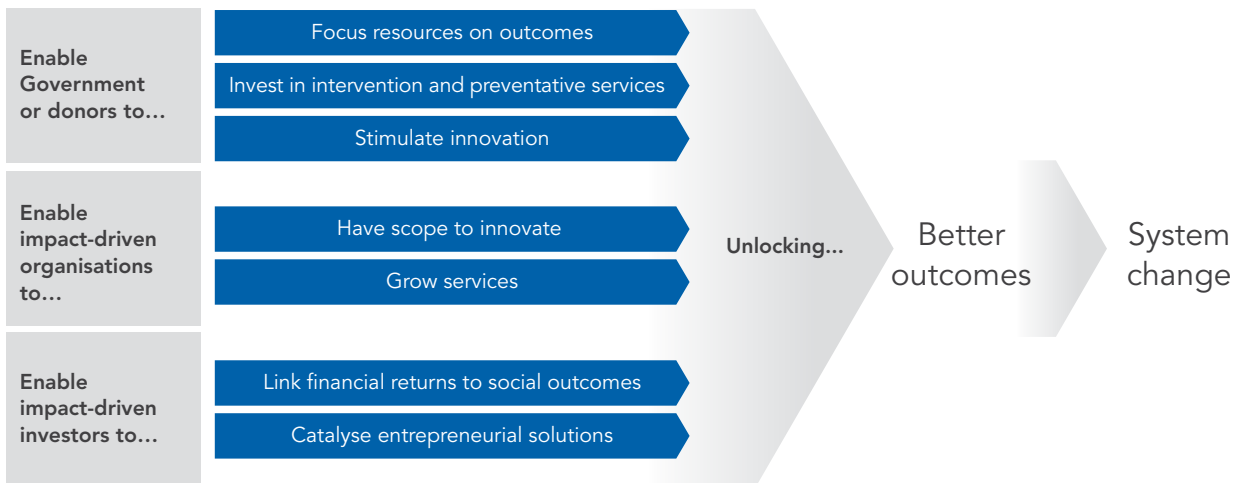 Enable
Government
or donors to…
Focus resources on outcomes
Invest in intervention and preventative services
Stimulate innovation
Enable
impact-driven
organisations
to…
Have scope to innovate
Grow services
Enable
impact-driven
investors to…
Link financial returns to social outcomes
Catalyse entrepreneurial solutions
Unlocking...
Better
outcomes
System
change